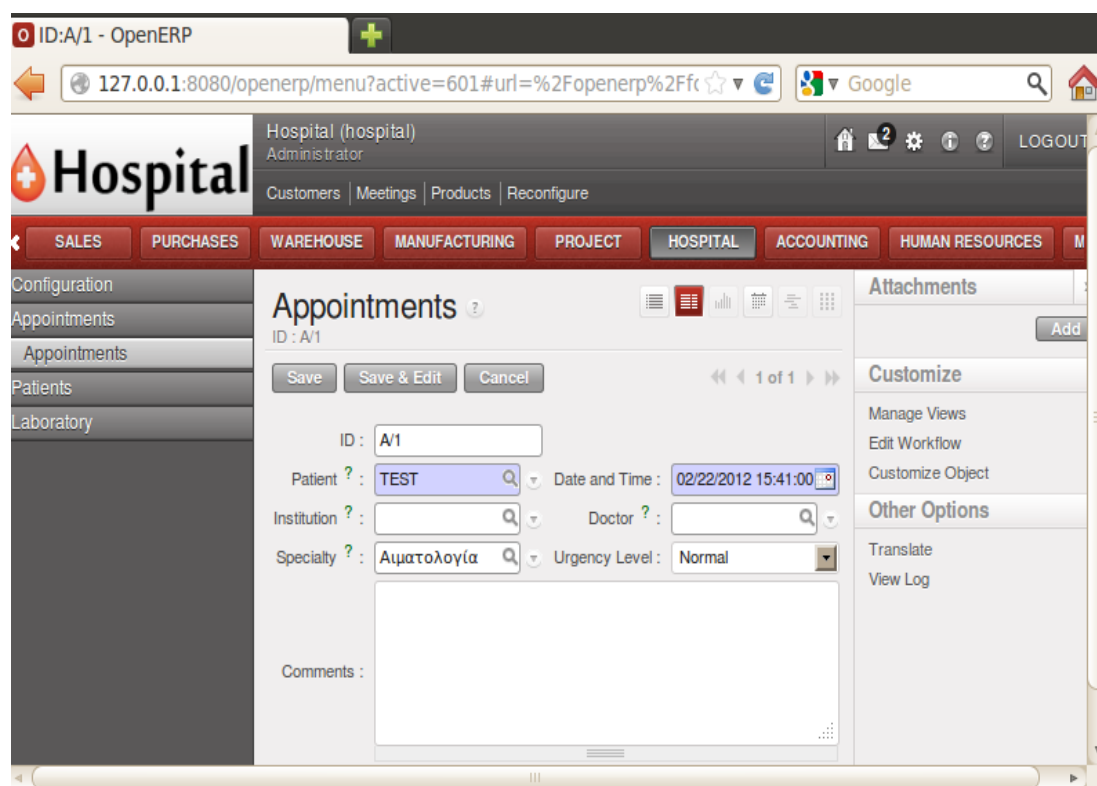 ID:A/1 - OpenERP
127.0.0.1:8080/openerp/menu?active=601#url=%2Fopenerp%2Ffo
Google
Hospital
Hospital (hospital)
Administrator
2
LOGOUT
Customers | Meetings | Products | Reconfigure
SALES PURCHASES WAREHOUSE MANUFACTURING PROJECT HOSPITAL ACCOUNTING HUMAN RESOURCES M
Configuration
Appointments
Appointments
Patients
Laboratory
Appointments ?
ID : A/1
Save Save & Edit Cancel 1 of 1
ID : A/1
Patient ? : TEST Date and Time : 02/22/2012 15:41:00
Institution ? : Doctor ? :
Specialty ? : Αιματολογία Urgency Level : Normal
Comments :
Attachments
Add
Customize
Manage Views
Edit Workflow
Customize Object
Other Options
Translate
View Log